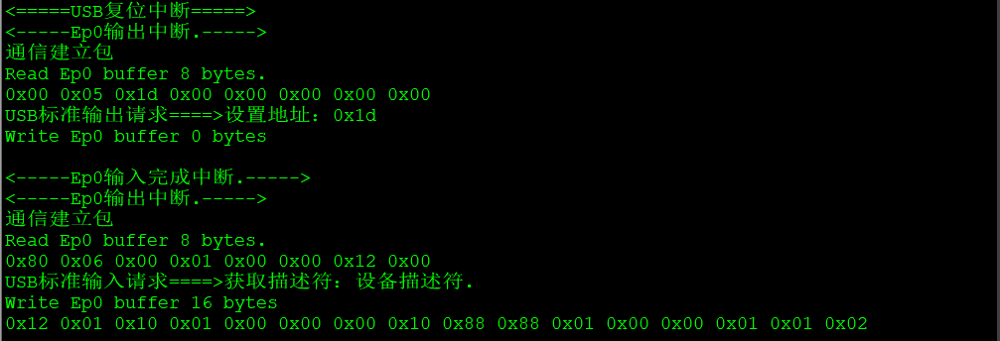 <=====USB复位中断=====>
<-----Ep0输出中断.----->
通信建立包
Read Ep0 buffer 8 bytes.
0x00 0x05 0x1d 0x00 0x00 0x00 0x00 0x00
USB标准输出请求====>设置地址：0x1d
Write Ep0 buffer 0 bytes
<-----Ep0输入完成中断.----->
<-----Ep0输出中断.----->
通信建立包
Read Ep0 buffer 8 bytes.
0x80 0x06 0x00 0x01 0x00 0x00 0x12 0x00
USB标准输入请求====>获取描述符：设备描述符.
Write Ep0 buffer 16 bytes
0x12 0x01 0x10 0x01 0x00 0x00 0x00 0x10 0x88 0x88 0x01 0x00 0x00 0x01 0x01 0x02